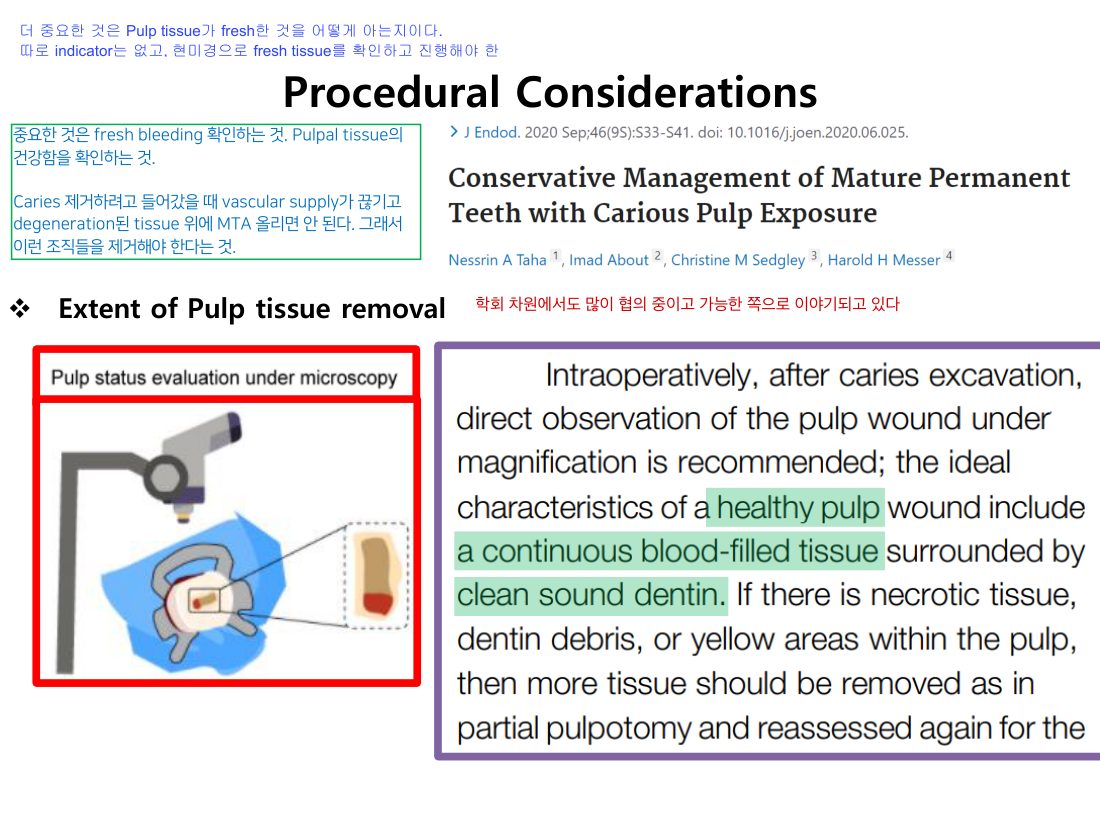 더 중요한 것은 Pulp tissue가 fresh한 것을 어떻게 아는지이다.
따로 indicator는 없고, 현미경으로 fresh tissue를 확인하고 진행해야 한
Procedural Considerations
중요한 것은 fresh bleeding 확인하는 것. Pulpal tissue의
건강함을 확인하는 것.
Caries 제거하려고 들어갔을 때 vascular supply가 끊기고
degeneration된 tissue 위에 MTA 올리면 안 된다. 그래서
이런 조직들을 제거해야 한다는 것.
> J Endod. 2020 Sep;46(9S):S33-S41. doi: 10.1016/j.joen.2020.06.025.
Conservative Management of Mature Permanent
Teeth with Carious Pulp Exposure
Nessrin A Taha 1, Imad About 2, Christine M Sedgley 3, Harold H Messer 4
❖ Extent of Pulp tissue removal
학회 차원에서도 많이 협의 중이고 가능한 쪽으로 이야기되고 있다
Pulp status evaluation under microscopy
Intraoperatively, after caries excavation,
direct observation of the pulp wound under
magnification is recommended; the ideal
characteristics of a healthy pulp wound include
a continuous blood-filled tissue surrounded by
clean sound dentin. If there is necrotic tissue,
dentin debris, or yellow areas within the pulp,
then more tissue should be removed as in
partial pulpotomy and reassessed again for the